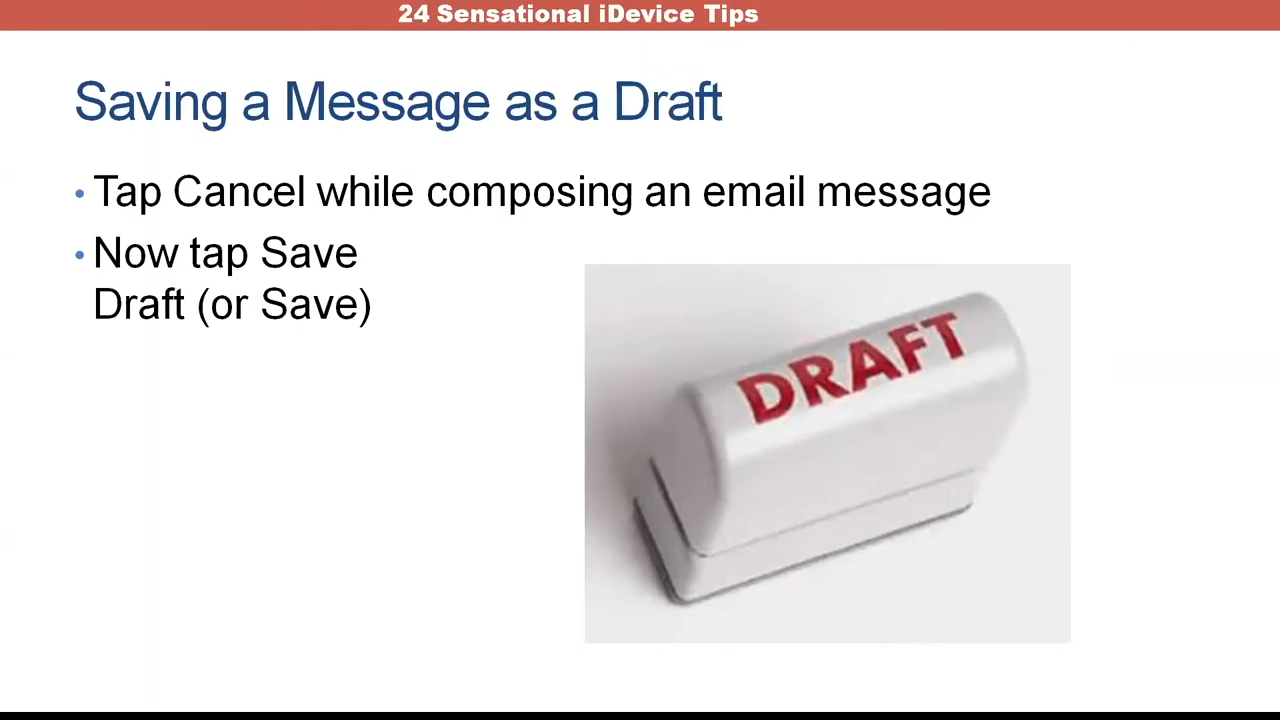 24 Sensational iDevice Tips
Saving a Message as a Draft
• Tap Cancel while composing an email message
• Now tap Save
Draft (or Save)
DRAFT